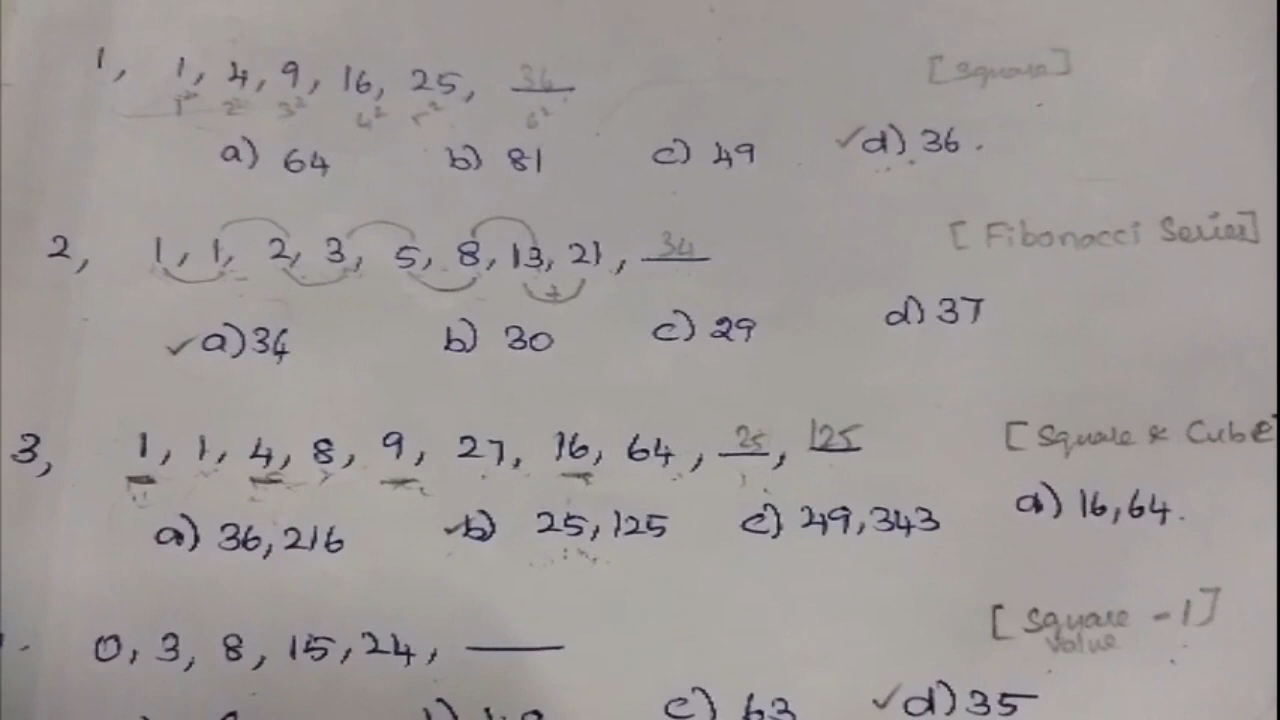 1, 1, 4, 9, 16, 25, 36 [Square]
1² 2² 3² 4² 5² 6²
a) 64 b) 81 c) 49 ✓d) 36.
2, 1, 1, 2, 3, 5, 8, 13, 21, 34 [Fibonacci Series]
+
✓a) 34 b) 30 c) 29 d) 37
3, 1, 1, 4, 8, 9, 27, 16, 64, 25, 125 [Square & Cube
a) 36, 216 ✓b) 25, 125 c) 49, 343 d) 16, 64.
0, 3, 8, 15, 24, ___ [Square -1]
value
c) 63 ✓d) 35